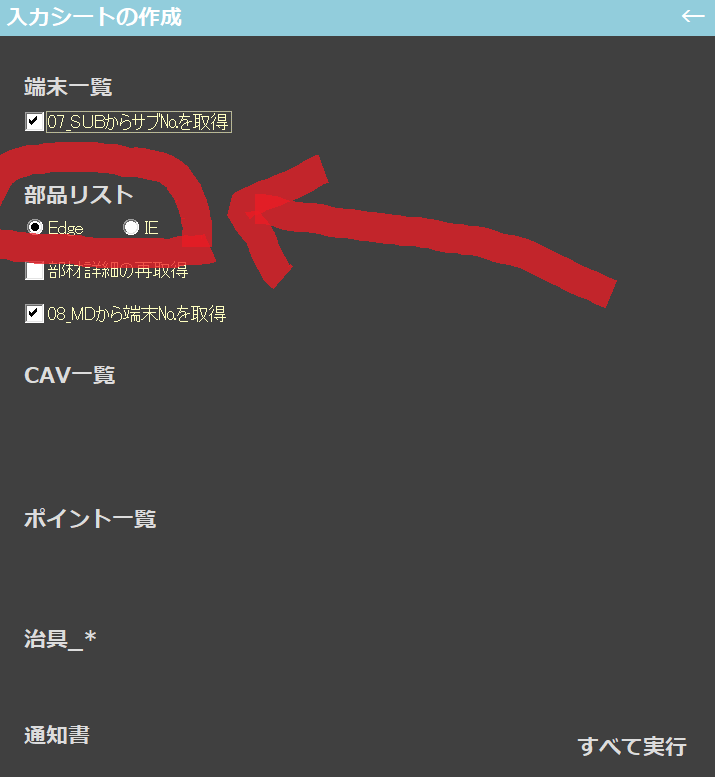 入力シートの作成 ←
端末一覧
07_SUBからサブNo.を取得
部品リスト
Edge IE
部材詳細の再取得
08_MDから端末No.を取得
CAV一覧
ポイント一覧
治具_*
通知書
すべて実行